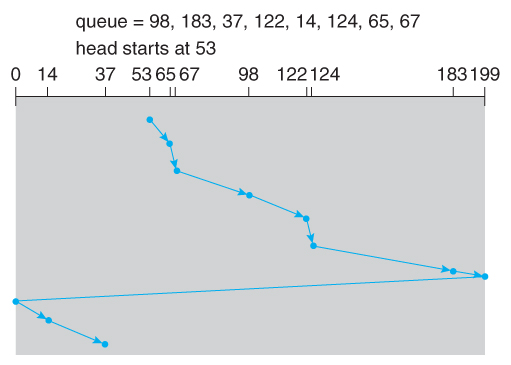 queue = 98, 183, 37, 122, 14, 124, 65, 67
head starts at 53
0 14 37 53 65 67 98 122 124 183 199